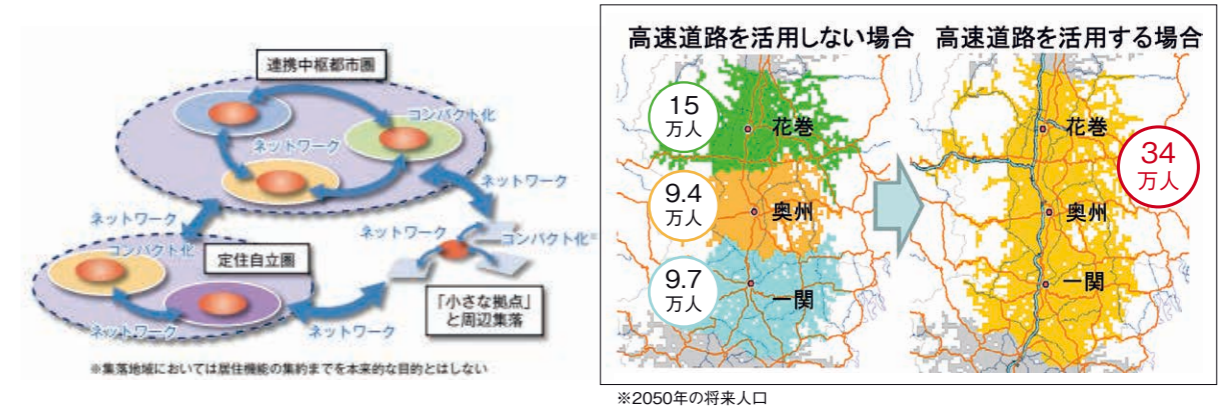 連携中枢都市圏
コンパクト化
ネットワーク
ネットワーク
ネットワーク
ネットワーク
コンパクト化※
コンパクト化
定住自立圏
「小さな拠点」
と周辺集落
ネットワーク
ネットワーク
※集落地域においては居住機能の集約までを本来的な目的とはしない
高速道路を活用しない場合
15
万人
花巻
9.4
万人
奥州
9.7
万人
一関
高速道路を活用する場合
花巻
34
万人
奥州
一関
※2050年の将来人口